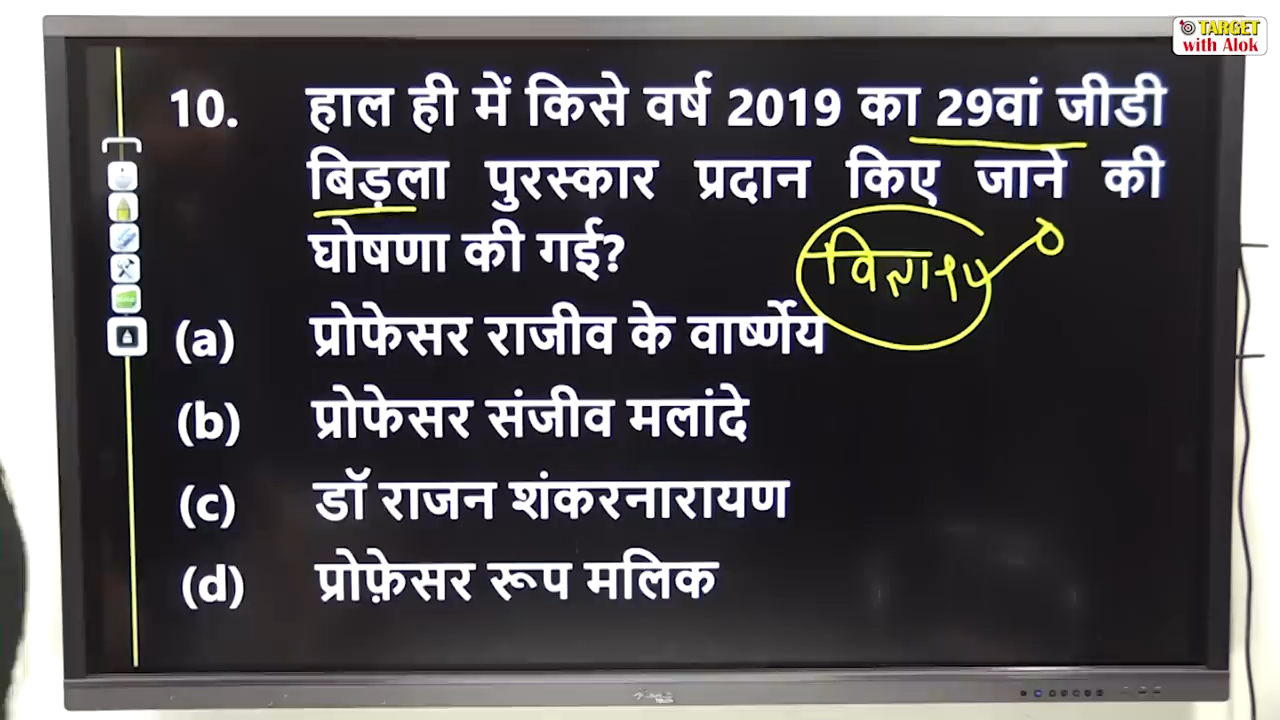 TARGET
with Alok
10. हाल ही में किसे वर्ष 2019 का 29वां जीडी
बिड़ला पुरस्कार प्रदान किए जाने की
घोषणा की गई?
(a) प्रोफेसर राजीव के वार्ष्णेय
(b) प्रोफेसर संजीव मलांदे
(c) डॉ राजन शंकरनारायण
(d) प्रोफ़ेसर रूप मलिक